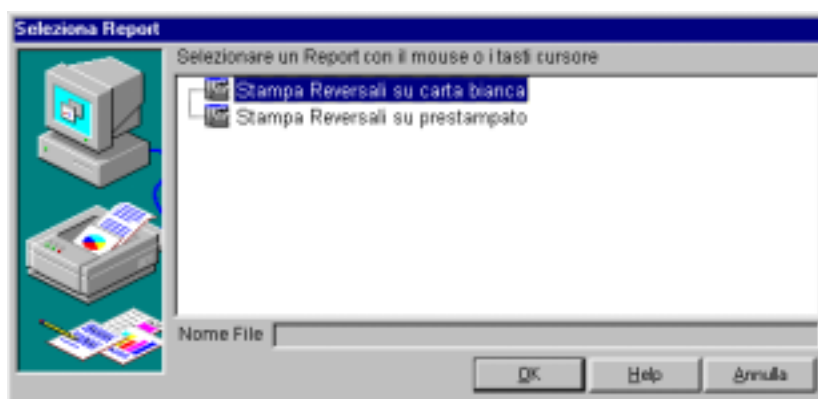 Seleziona Report
Selezionare un Report con il mouse o i tasti cursore
Stampa Reversali su carta bianca
Stampa Reversali su prestampato
Nome File
OK Help Annulla